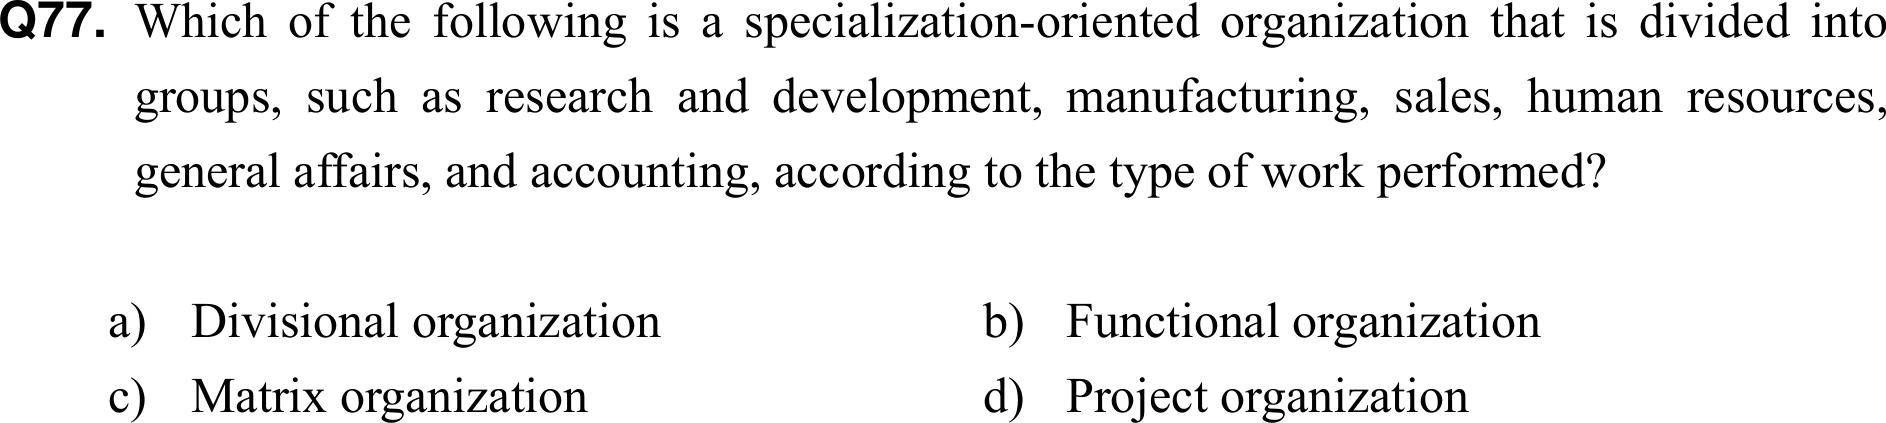 Q77. Which of the following is a specialization-oriented organization that is divided into
groups, such as research and development, manufacturing, sales, human resources,
general affairs, and accounting, according to the type of work performed?
a) Divisional organization b) Functional organization
c) Matrix organization d) Project organization